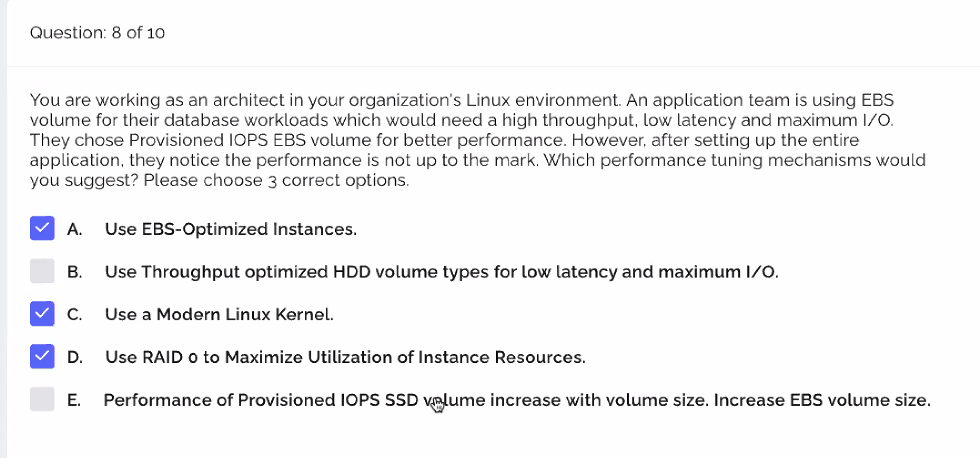 Question: 8 of 10
You are working as an architect in your organization's Linux environment. An application team is using EBS
volume for their database workloads which would need a high throughput, low latency and maximum I/O.
They chose Provisioned IOPS EBS volume for better performance. However, after setting up the entire
application, they notice the performance is not up to the mark. Which performance tuning mechanisms would
you suggest? Please choose 3 correct options.
A. Use EBS-Optimized Instances.
B. Use Throughput optimized HDD volume types for low latency and maximum I/O.
C. Use a Modern Linux Kernel.
D. Use RAID 0 to Maximize Utilization of Instance Resources.
E. Performance of Provisioned IOPS SSD volume increase with volume size. Increase EBS volume size.